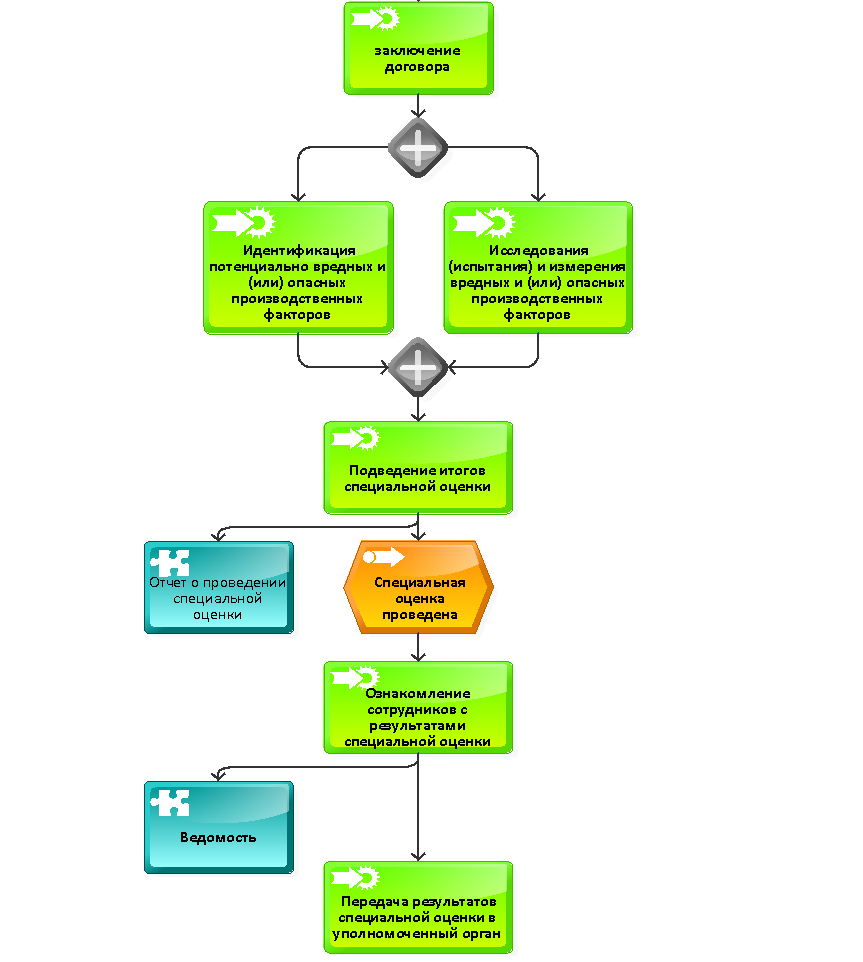 заключение
договора
Идентификация
потенциально вредных и
(или) опасных
производственных
факторов
Исследования
(испытания) и измерения
вредных и (или) опасных
производственных
факторов
Подведение итогов
специальной оценки
Отчет о проведении
специальной
оценки
Специальная
оценка
проведена
Ознакомление
сотрудников с
результатами
специальной оценки
Ведомость
Передача результатов
специальной оценки в
уполномоченный орган